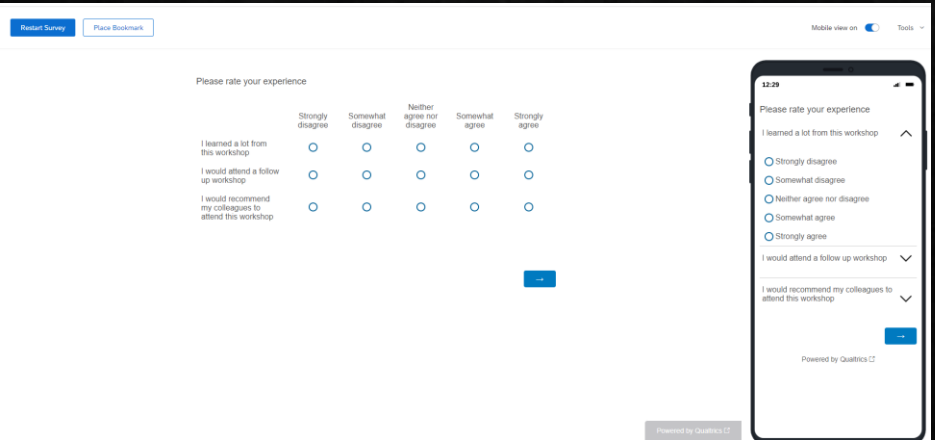 Restart Survey
Place Bookmark
Mobile view on
Tools
Please rate your experience
Strongly disagree
Somewhat disagree
Neither agree nor disagree
Somewhat agree
Strongly agree
I learned a lot from
this workshop
I would attend a follow
up workshop
I would recommend
my colleagues to
attend this workshop
→
Powered by Qualtrics
12:29
Please rate your experience
I learned a lot from this workshop
Strongly disagree
Somewhat disagree
Neither agree nor disagree
Somewhat agree
Strongly agree
I would attend a follow up workshop
I would recommend my colleagues to
attend this workshop
→
Powered by Qualtrics